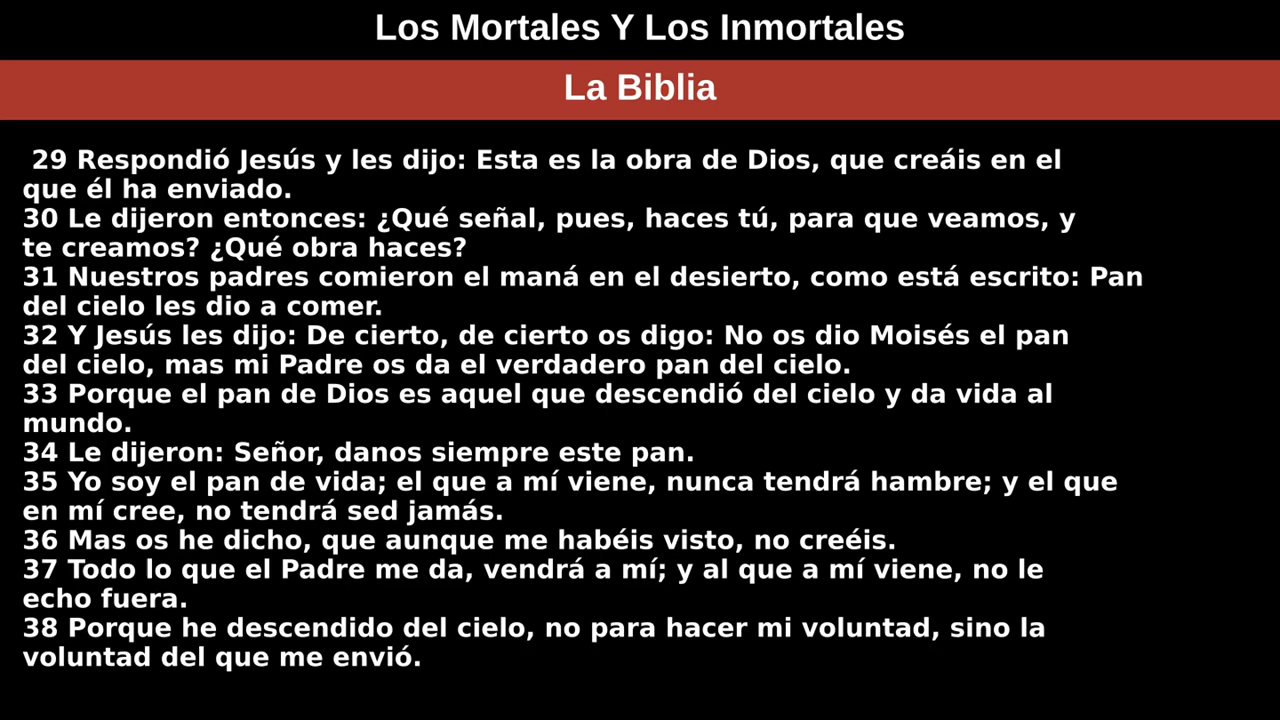 Los Mortales Y Los Inmortales
La Biblia
29 Respondió Jesús y les dijo: Esta es la obra de Dios, que creáis en el
que él ha enviado.
30 Le dijeron entonces: ¿Qué señal, pues, haces tú, para que veamos, y
te creamos? ¿Qué obra haces?
31 Nuestros padres comieron el maná en el desierto, como está escrito: Pan
del cielo les dio a comer.
32 Y Jesús les dijo: De cierto, de cierto os digo: No os dio Moisés el pan
del cielo, mas mi Padre os da el verdadero pan del cielo.
33 Porque el pan de Dios es aquel que descendió del cielo y da vida al
mundo.
34 Le dijeron: Señor, danos siempre este pan.
35 Yo soy el pan de vida; el que a mí viene, nunca tendrá hambre; y el que
en mí cree, no tendrá sed jamás.
36 Mas os he dicho, que aunque me habéis visto, no creéis.
37 Todo lo que el Padre me da, vendrá a mí; y al que a mí viene, no le
echo fuera.
38 Porque he descendido del cielo, no para hacer mi voluntad, sino la
voluntad del que me envió.